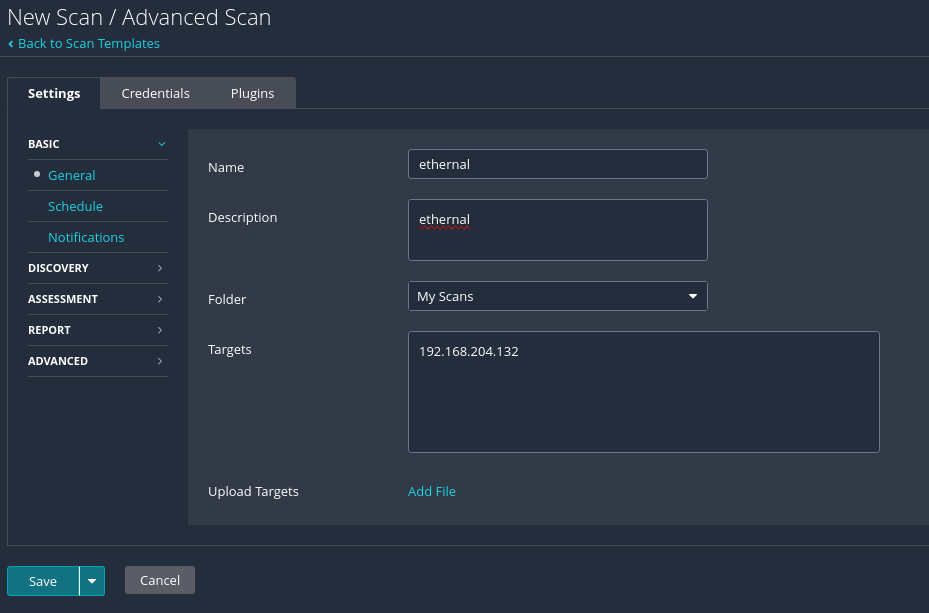 New Scan / Advanced Scan
‹ Back to Scan Templates
Settings Credentials Plugins
BASIC
General
Schedule
Notifications
DISCOVERY
ASSESSMENT
REPORT
ADVANCED
Name ethernal
Description ethernal
Folder My Scans
Targets 192.168.204.132
Upload Targets Add File
Save Cancel